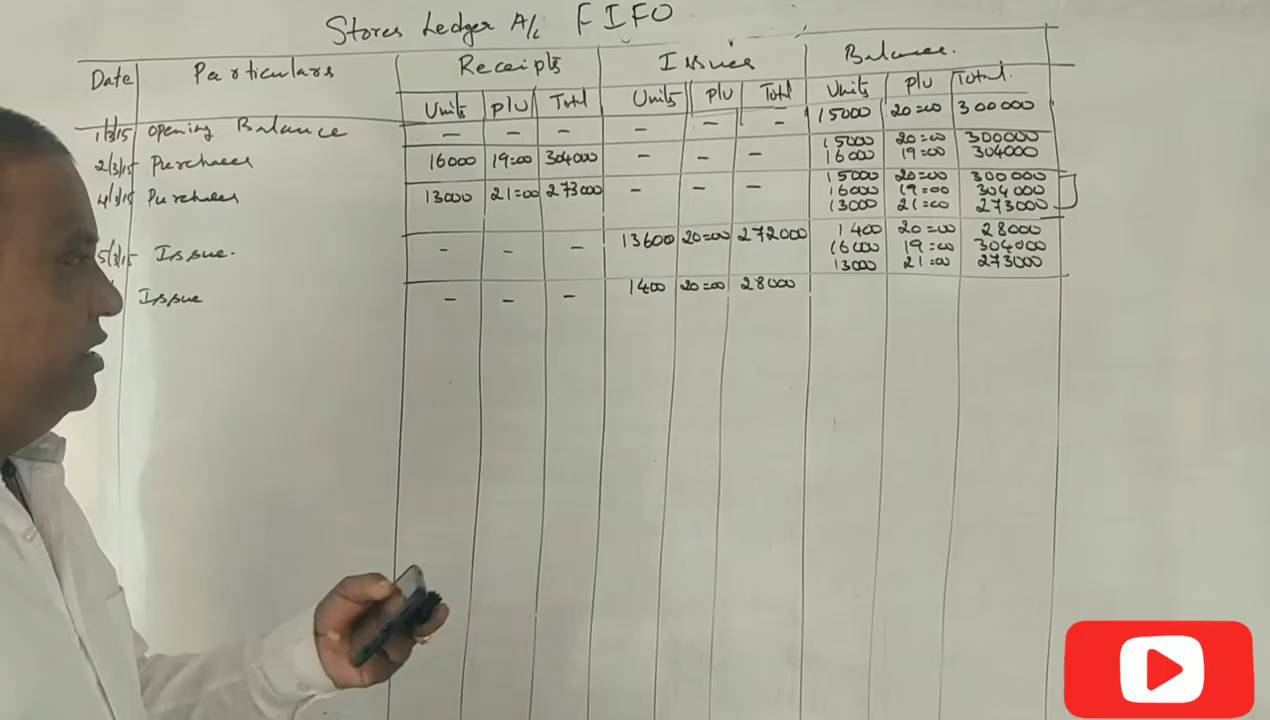 Stores Ledger A/c FIFO
Date Particulars Receipts Issues Balance.
Units P/U Total Units P/U Total Units P/U Total.
1/3/15 Opening Balance - - - - - - 15000 20=00 300000
15000 20=00 300000
2/3/15 Purchases 16000 19=00 304000 - - - 16000 19=00 304000
15000 20=00 300000
4/3/15 Purchases 13000 21=00 273000 - - - 16000 19=00 304000
13000 21=00 273000
13600 20=00 272000 1400 20=00 28000
5/3/15 Issue. - - - 16000 19=00 304000
13000 21=00 273000
Issue - - - 1400 20=00 28000